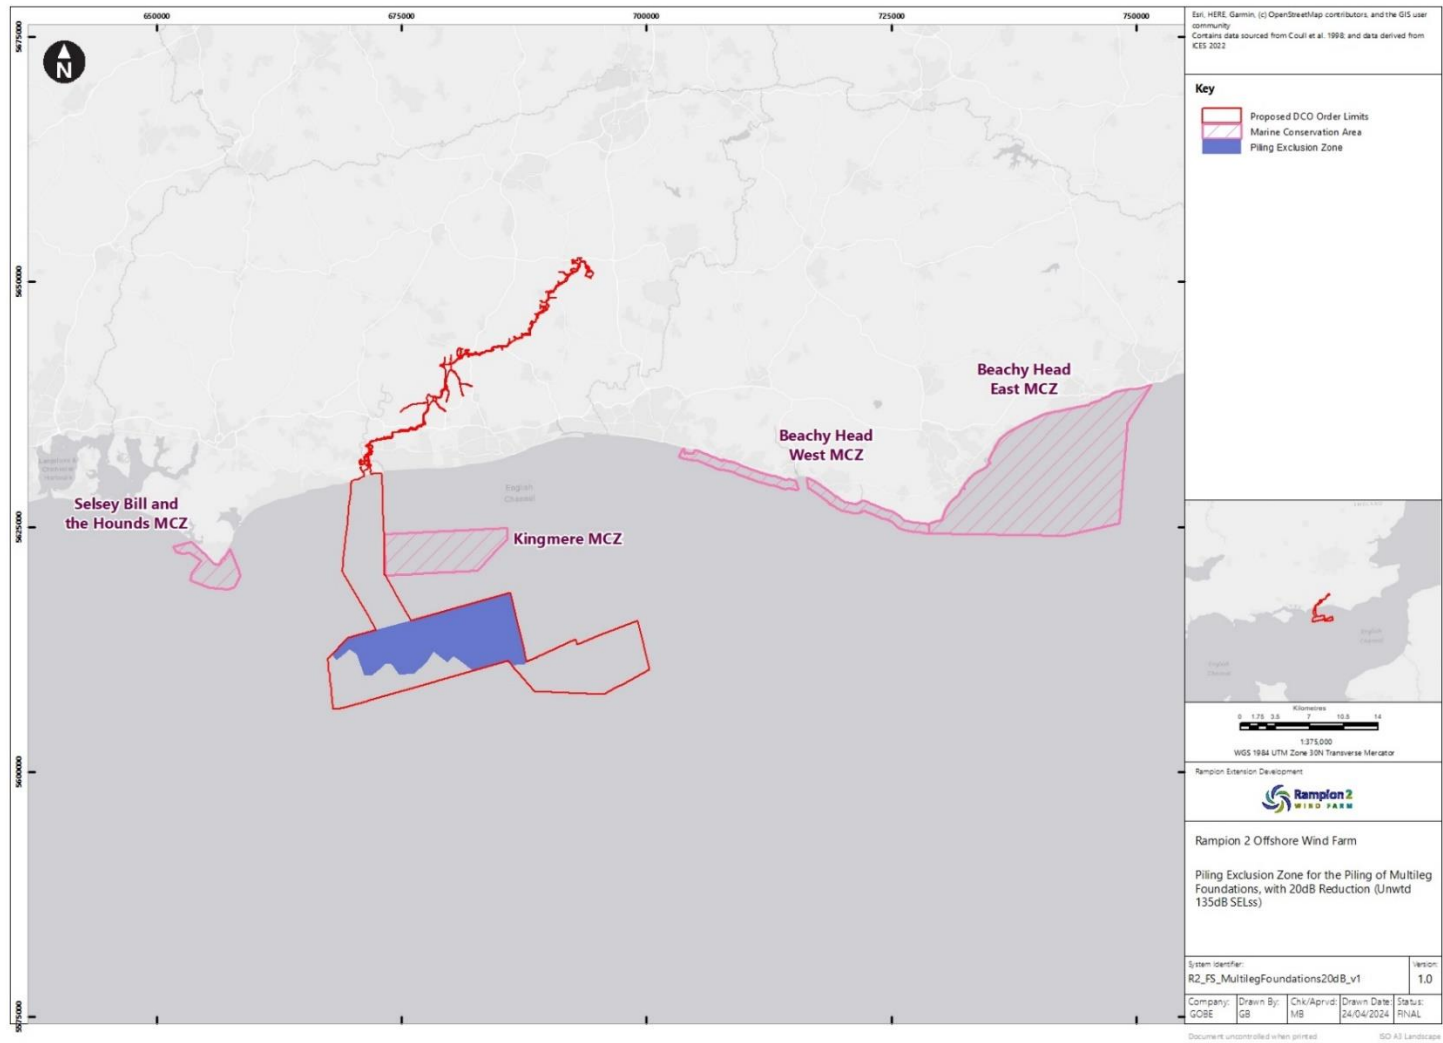 650000
675000
700000
725000
750000
5675000
5650000
5625000
5600000
5575000
N
Selsey Bill and
the Hounds MCZ
Kingmere MCZ
Beachy Head
West MCZ
Beachy Head
East MCZ
English
Channel
Esri, HERE, Garmin, (c) OpenStreetMap contributors, and the GIS user
community
Contains data sourced from Coull et al. 1998; and data derived from
ICES 2022
Key
Proposed DCO Order Limits
Marine Conservation Area
Piling Exclusion Zone
English
Channel
English
Channel
Kilometres
0 1.75 3.5 7 10.5 14
1:375,000
WGS 1984 UTM Zone 30N Transverse Mercator
Rampion Extension Development
Rampion 2
WIND FARM
Rampion 2 Offshore Wind Farm
Piling Exclusion Zone for the Piling of Multileg
Foundations, with 20dB Reduction (Unwtd
135dB SELss)
System Identifier:
R2_FS_MultilegFoundations20dB_v1
Version:
1.0
Company:
GOBE
Drawn By:
GB
Chk/Aprvd:
MB
Drawn Date:
24/04/2024
Status:
FINAL
Document uncontrolled when printed
ISO A3 Landscape